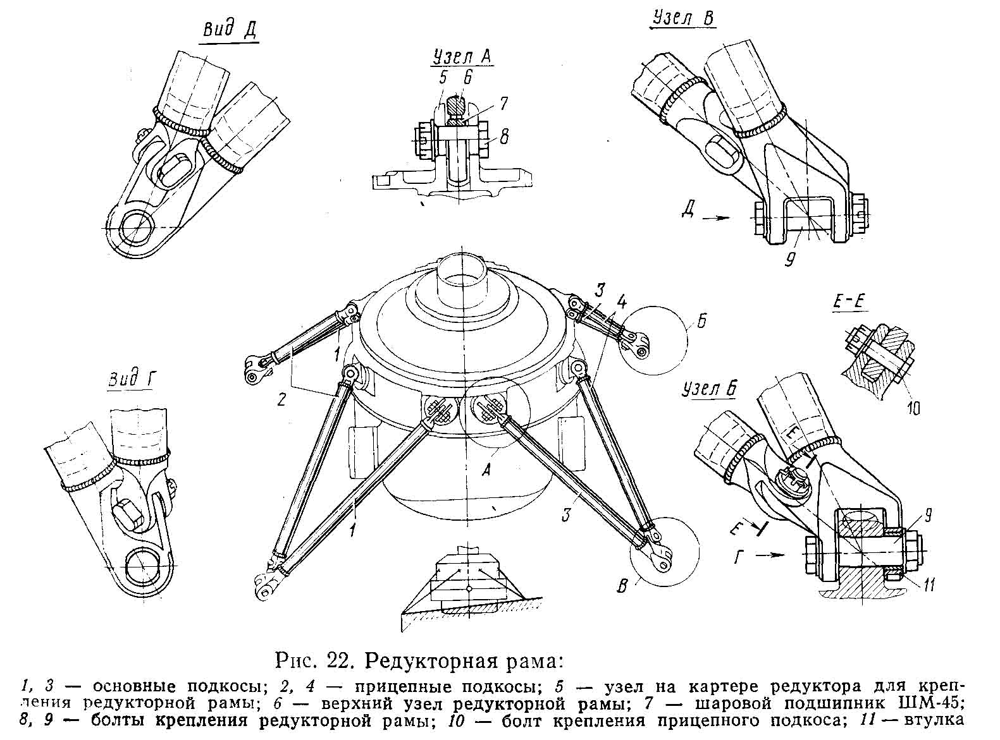 Вид Д
Узел А
Узел В
5 6
7
8
Д
9
3 4
Б
Е-Е
1
10
Вид Г
2
Узел Б
Е
А
1
3
Е
9
Г
В
11
Рис. 22. Редукторная рама:
1, 3 — основные подкосы; 2, 4 — прицепные подкосы; 5 — узел на картере редуктора для креп-
ления редукторной рамы; 6 — верхний узел редукторной рамы; 7 — шаровой подшипник ШМ-45;
8, 9 — болты крепления редукторной рамы; 10 — болт крепления прицепного подкоса; 11 — втулка